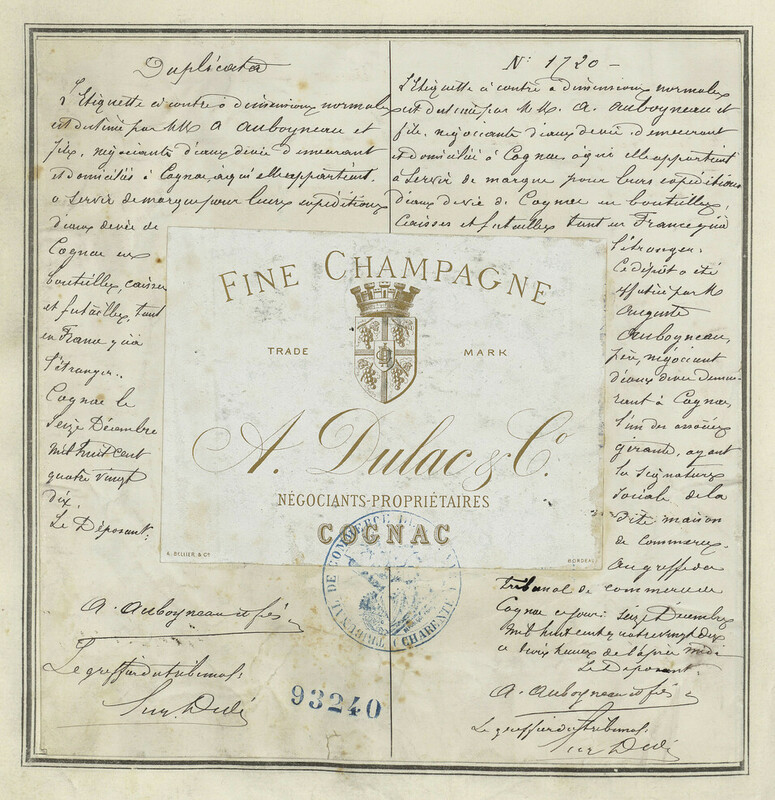 Duplicata
L'Etiquette ci contre à dimensions normales
est destinée par MM A Auboyneau et
fils, négociants d'eaux devie demeurant
et domiciliés à Cognac, à qui elle appartient.
à servir de marque pour leurs expéditions
d'eaux devie de
Cognac en
bouteilles, caisses
et futailles, tant
en France qu'à
l'étranger.
Cognac le
Seize Décembre
mil huit cent
quatre vingt
dix.
Le Déposant.
A. Auboyneau et fils
Le greffier du tribunal.
93240
N: 1720 -
L'Etiquette ci contre à dimensions normales
est destinée par MM. A. Auboyneau et
fils, négociants d'eaux devie, demeurant
et domiciliés à Cognac, à qui elle appartient
à servir de marque pour leurs expéditions
d'eaux devie de Cognac en bouteilles,
caisses et futailles tant en France qu'à
l'étranger.
Ce dépôt a été
effectué par M
Auguste
Auboyneau,
père, négociant
d'eaux devie demeu-
rant à Cognac,
l'un des associés
gérants, ayant
la signature
sociale de la
dite maison
de commerce.
Au greffe du
tribunal de commerce de
Cognac ce jour: Seize Décembre
mil huit cent quatre vingt dix
à trois heures de l'après midi
Le Déposant.
A. Auboyneau et fils
Le greffier du tribunal.
FINE CHAMPAGNE
TRADE MARK
A. Dulac & Co.
NÉGOCIANTS-PROPRIÉTAIRES
COGNAC
G. DELLIER, & Co BORDEAU
TRIBUNAL DE COMMERCE DE COGNAC
CHARENTE